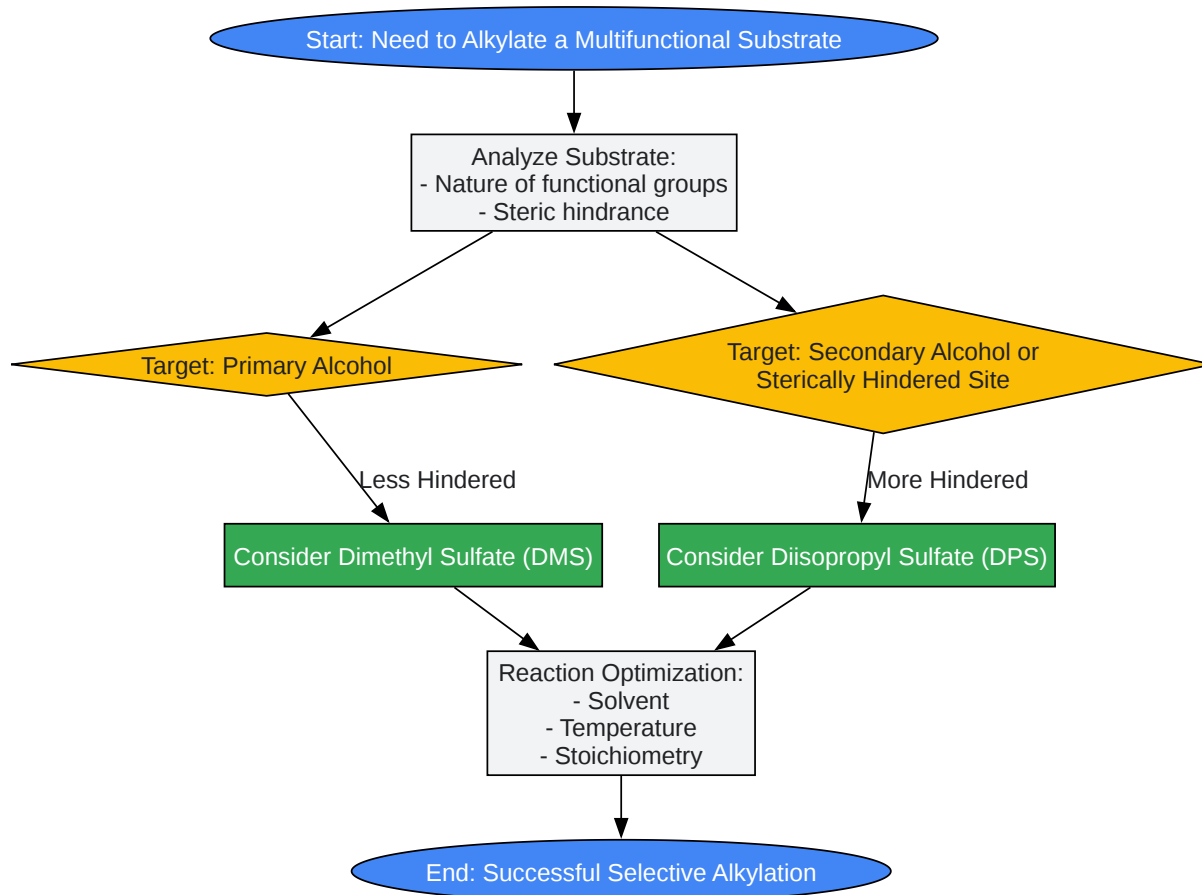 Start: Need to Alkylate a Multifunctional Substrate
Analyze Substrate:
- Nature of functional groups
- Steric hindrance
Target: Primary Alcohol
Target: Secondary Alcohol or
Sterically Hindered Site
Less Hindered
More Hindered
Consider Dimethyl Sulfate (DMS)
Consider Diisopropyl Sulfate (DPS)
Reaction Optimization:
- Solvent
- Temperature
- Stoichiometry
End: Successful Selective Alkylation